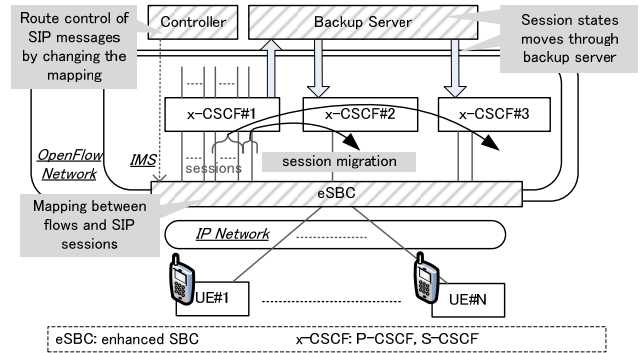 Route control of
SIP messages
by changing the
mapping
Controller
Backup Server
Session states
moves through
backup server
x-CSCF#1
x-CSCF#2
x-CSCF#3
OpenFlow
Network
IMS
sessions
session migration
eSBC
Mapping between
flows and SIP
sessions
IP Network
UE#1
UE#N
eSBC: enhanced SBC
x-CSCF: P-CSCF, S-CSCF